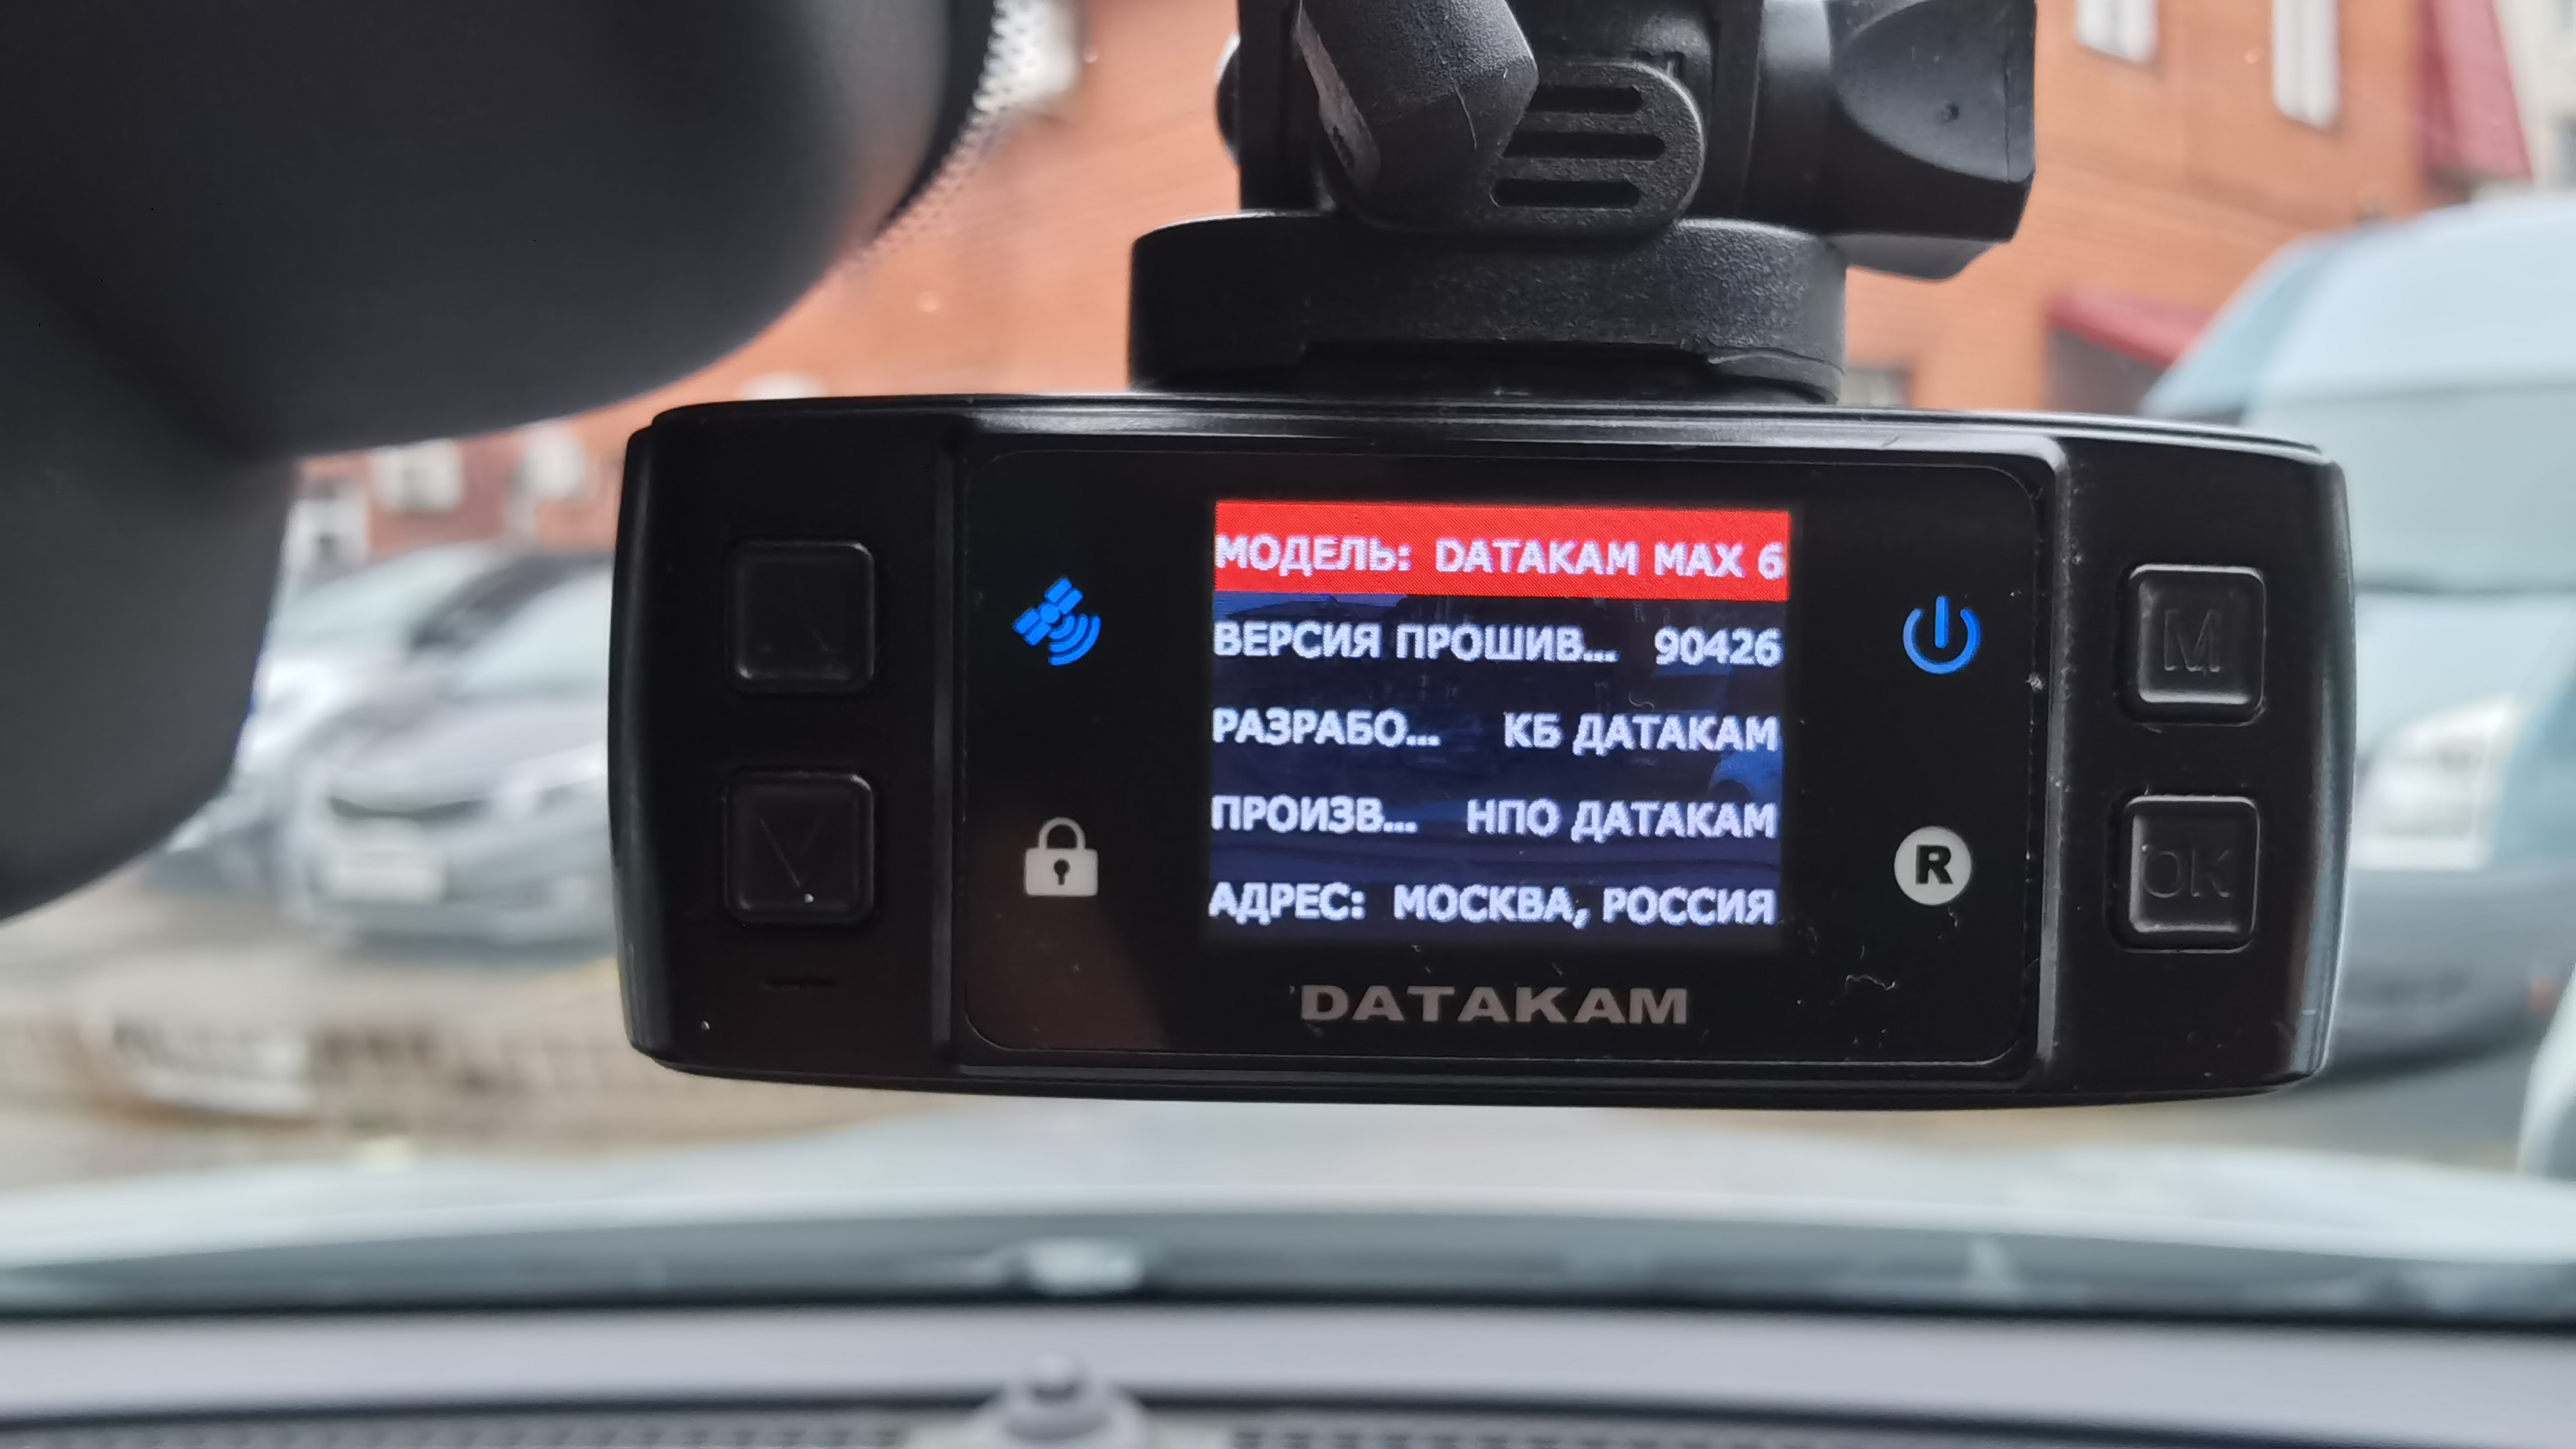 МОДЕЛЬ: DATAKAM MAX 6
ВЕРСИЯ ПРОШИВ... 90426
РАЗРАБО... КБ ДАТАКАМ
ПРОИЗВ... НПО ДАТАКАМ
АДРЕС: МОСКВА, РОССИЯ
DATAKAM
M
OK
R